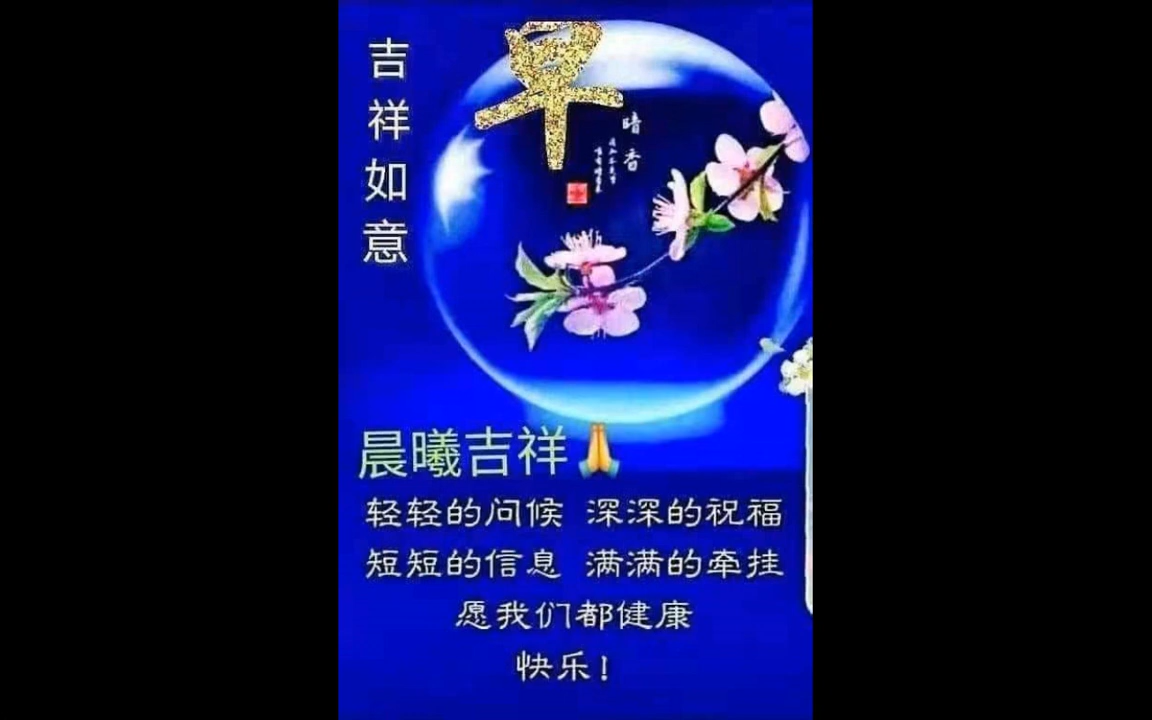 吉祥如意
早
暗香
晨曦吉祥🙏
轻轻的问候 深深的祝福
短短的信息 满满的牵挂
愿我们都健康
快乐！